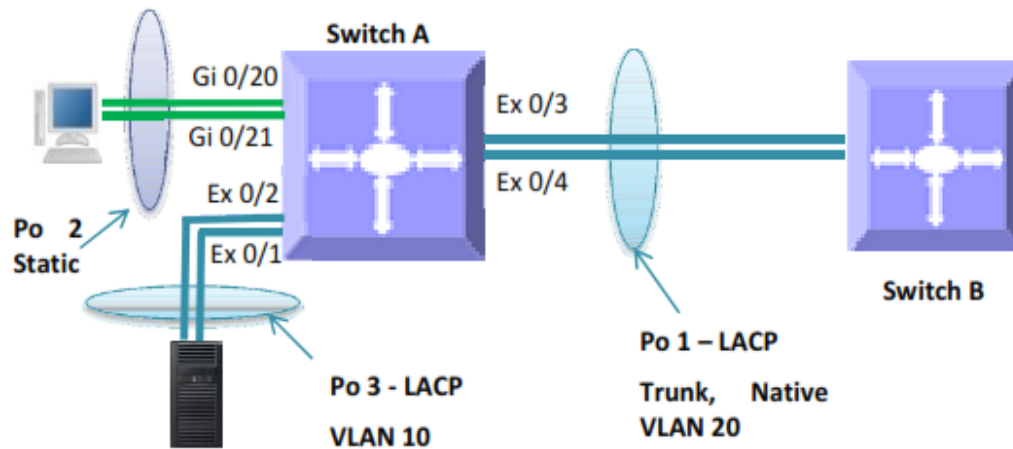 Switch A
Gi 0/20
Gi 0/21
Ex 0/3
Ex 0/4
Ex 0/2
Ex 0/1
Po 2
Static
Switch B
Po 3 - LACP
VLAN 10
Po 1 – LACP
Trunk, Native
VLAN 20